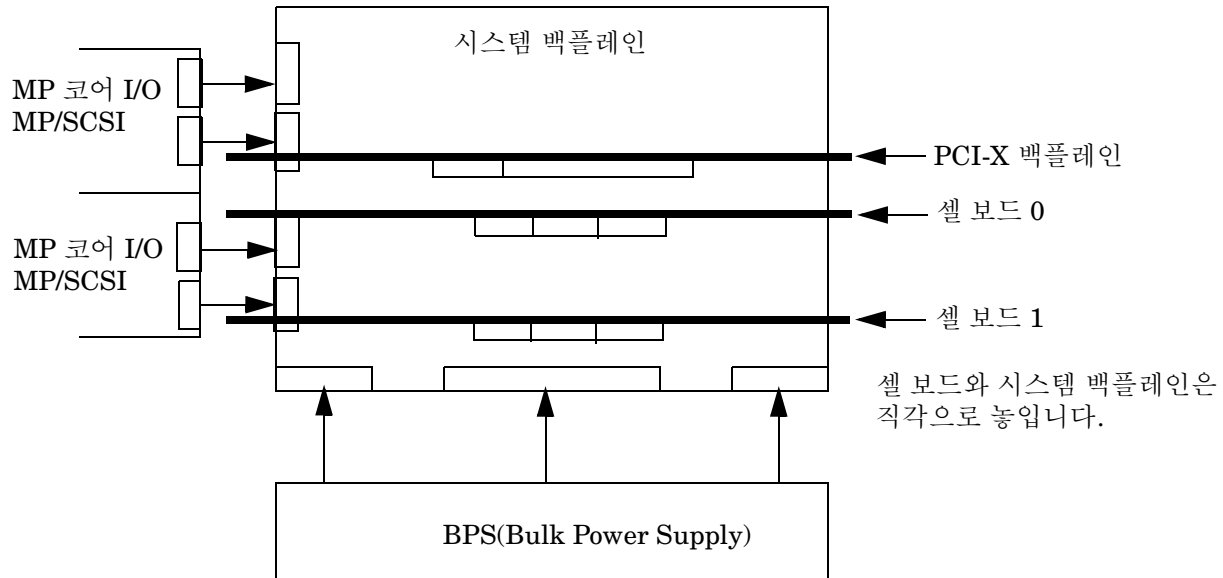 시스템 백플레인
MP 코어 I/O
MP/SCSI
PCI-X 백플레인
셀 보드 0
MP 코어 I/O
MP/SCSI
셀 보드 1
셀 보드와 시스템 백플레인은
직각으로 놓입니다.
BPS(Bulk Power Supply)